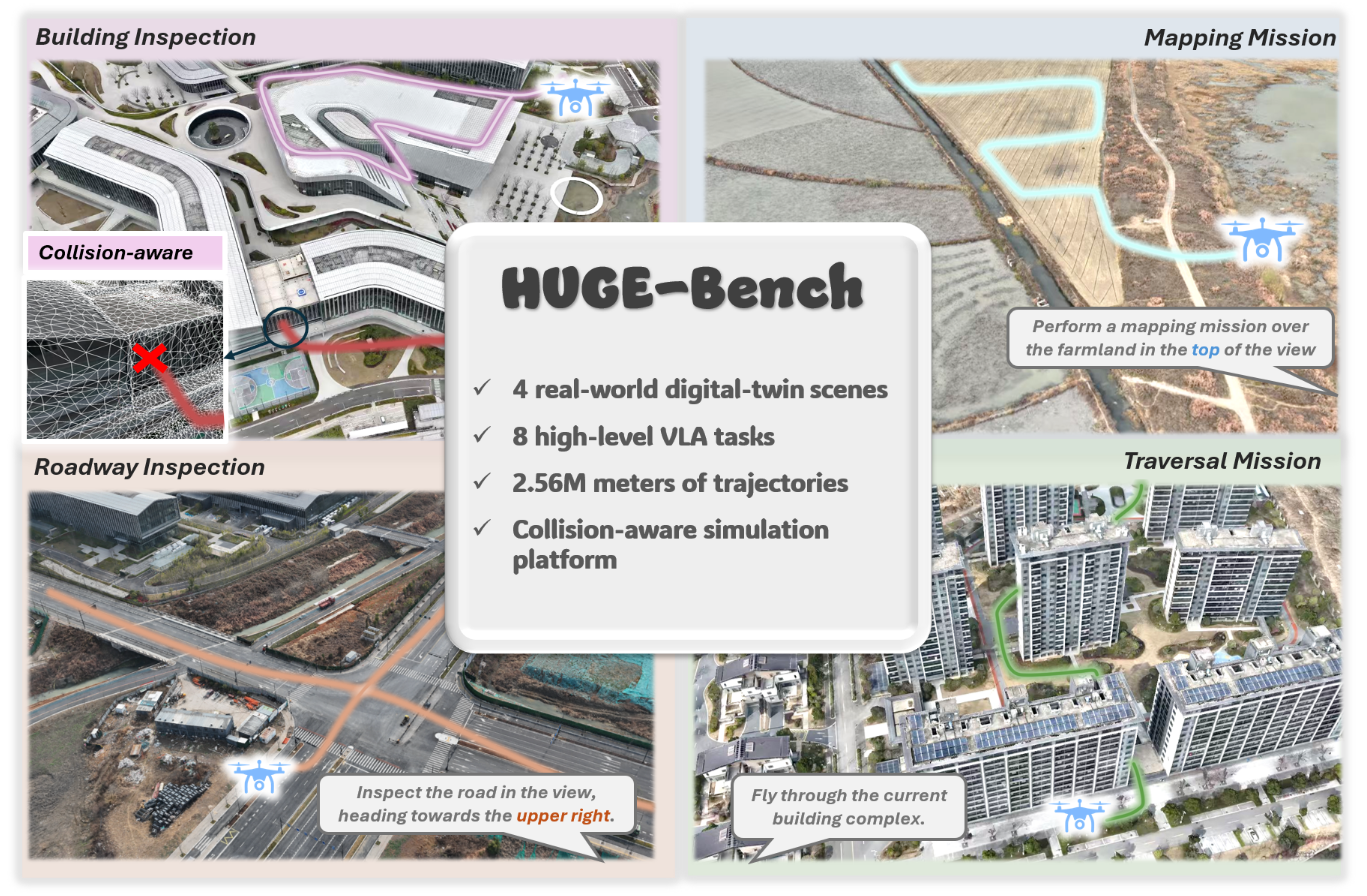 Building Inspection
Mapping Mission
Collision-aware
HUGE-Bench
✓ 4 real-world digital-twin scenes
✓ 8 high-level VLA tasks
✓ 2.56M meters of trajectories
✓ Collision-aware simulation
platform
Perform a mapping mission over
the farmland in the top of the view
Roadway Inspection
Traversal Mission
Inspect the road in the view,
heading towards the upper right.
Fly through the current
building complex.